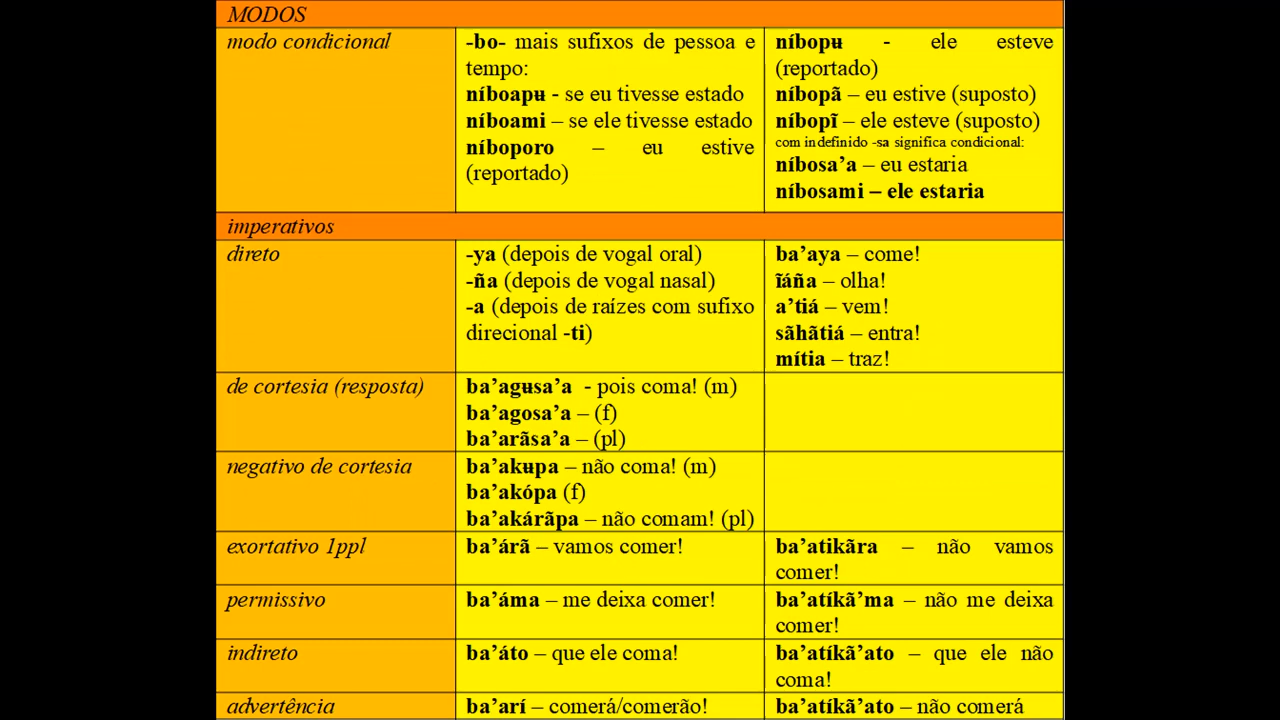 MODOS
modo condicional
-bo- mais sufixos de pessoa e
tempo:
níboapʉ - se eu tivesse estado
níboami – se ele tivesse estado
níboporo – eu estive
(reportado)
níbopʉ - ele esteve
(reportado)
níbopã – eu estive (suposto)
níbopĩ – ele esteve (suposto)
com indefinido -sa significa condicional:
níbosa’a – eu estaria
níbosami – ele estaria
imperativos
direto
-ya (depois de vogal oral)
-ña (depois de vogal nasal)
-a (depois de raízes com sufixo
direcional -ti)
ba’aya – come!
ĩáña – olha!
a’tiá – vem!
sãhãtiá – entra!
mítia – traz!
de cortesia (resposta)
ba’agʉsa’a - pois coma! (m)
ba’agosa’a – (f)
ba’arãsa’a – (pl)
negativo de cortesia
ba’akʉpa – não coma! (m)
ba’akópa (f)
ba’akárãpa – não comam! (pl)
exortativo 1ppl
ba’árã – vamos comer!
ba’atikãra – não vamos
comer!
permissivo
ba’áma – me deixa comer!
ba’atíkã’ma – não me deixa
comer!
indireto
ba’áto – que ele coma!
ba’atíkã’ato – que ele não
coma!
advertência
ba’arí – comerá/comerão!
ba’atíkã’ato – não comerá